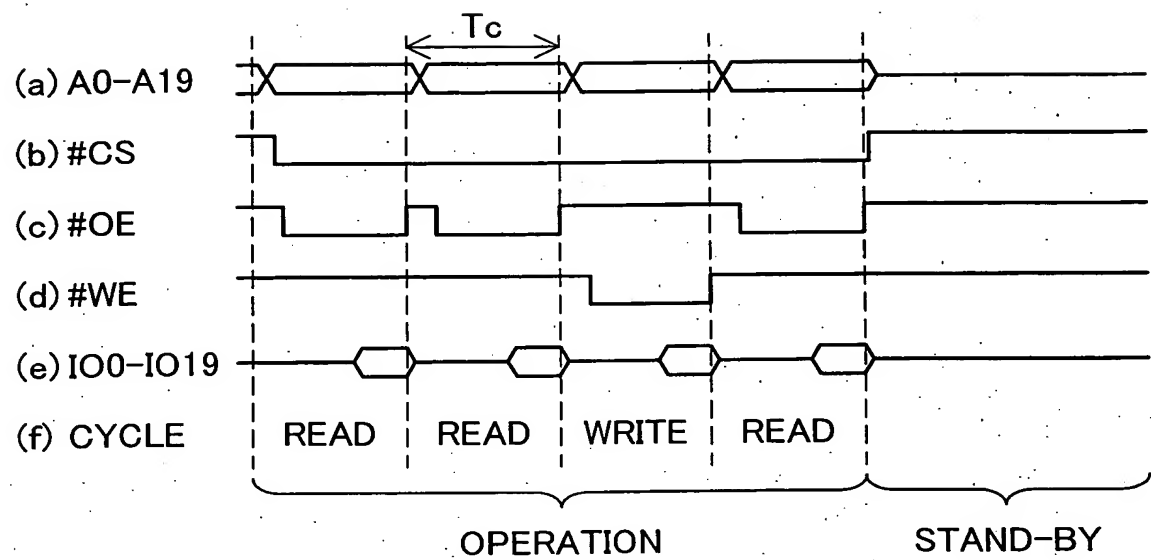 Tc
(a) A0-A19
(b) #CS
(c) #OE
(d) #WE
(e) IO0-IO19
(f) CYCLE READ READ WRITE READ
OPERATION STAND-BY